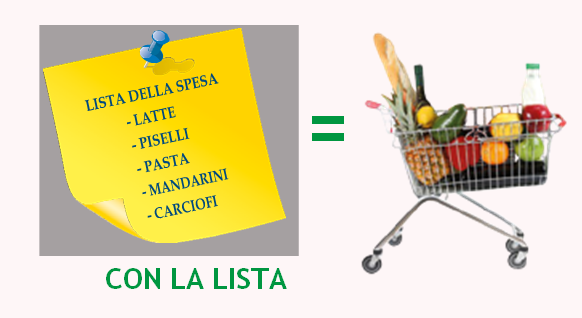 LISTA DELLA SPESA
- LATTE
- PISELLI
- PASTA
- MANDARINI
- CARCIOFI
=
CON LA LISTA